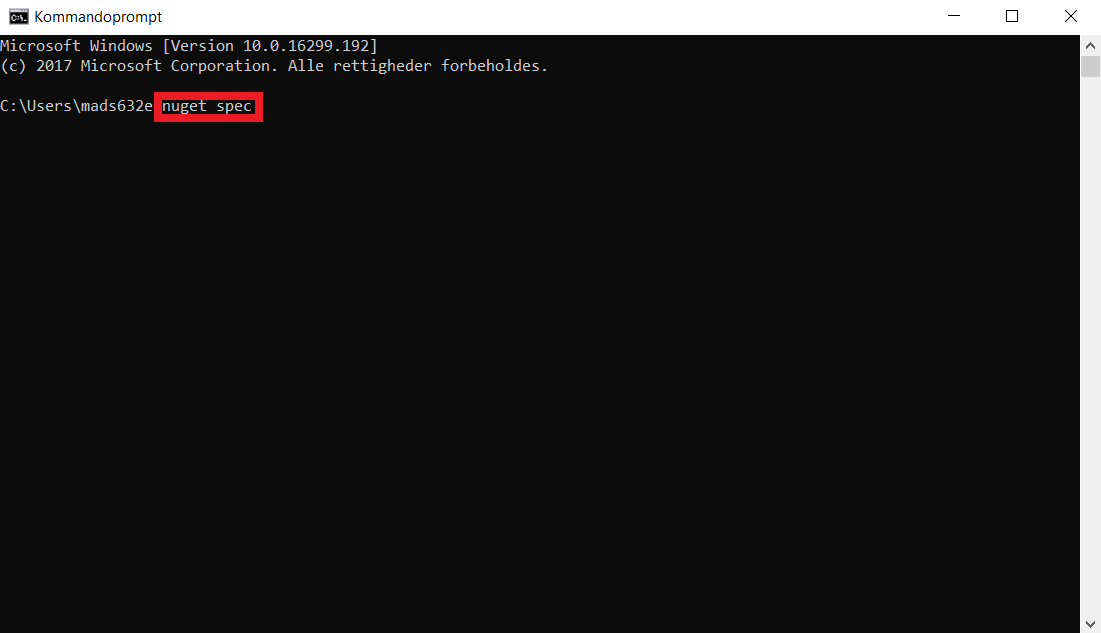 Kommandoprompt
Microsoft Windows [Version 10.0.16299.192]
(c) 2017 Microsoft Corporation. Alle rettigheder forbeholdes.
C:\Users\mads632e nuget spec